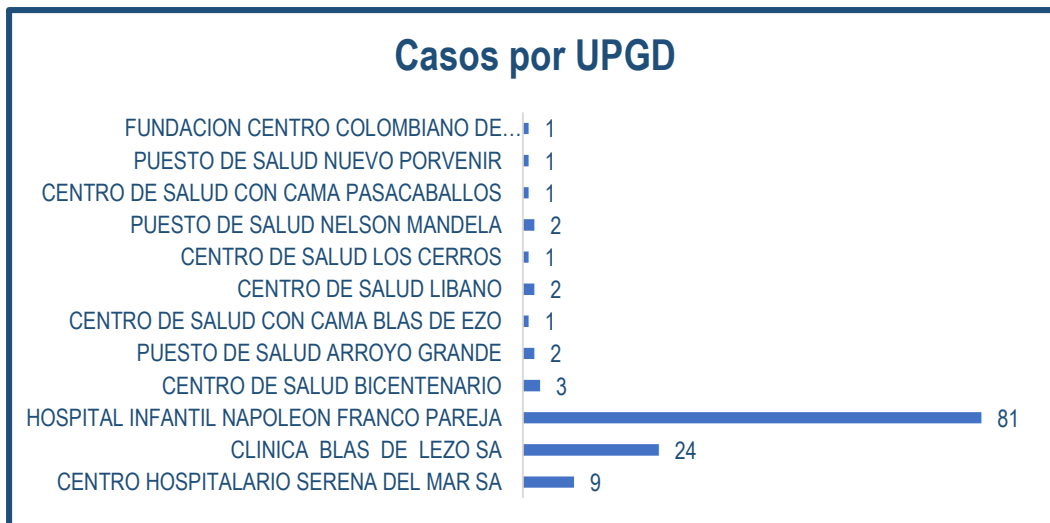 Casos por UPGD
FUNDACION CENTRO COLOMBIANO DE... 1
PUESTO DE SALUD NUEVO PORVENIR 1
CENTRO DE SALUD CON CAMA PASACABALLOS 1
PUESTO DE SALUD NELSON MANDELA 2
CENTRO DE SALUD LOS CERROS 1
CENTRO DE SALUD LIBANO 2
CENTRO DE SALUD CON CAMA BLAS DE EZO 1
PUESTO DE SALUD ARROYO GRANDE 2
CENTRO DE SALUD BICENTENARIO 3
HOSPITAL INFANTIL NAPOLEON FRANCO PAREJA 81
CLINICA BLAS DE LEZO SA 24
CENTRO HOSPITALARIO SERENA DEL MAR SA 9